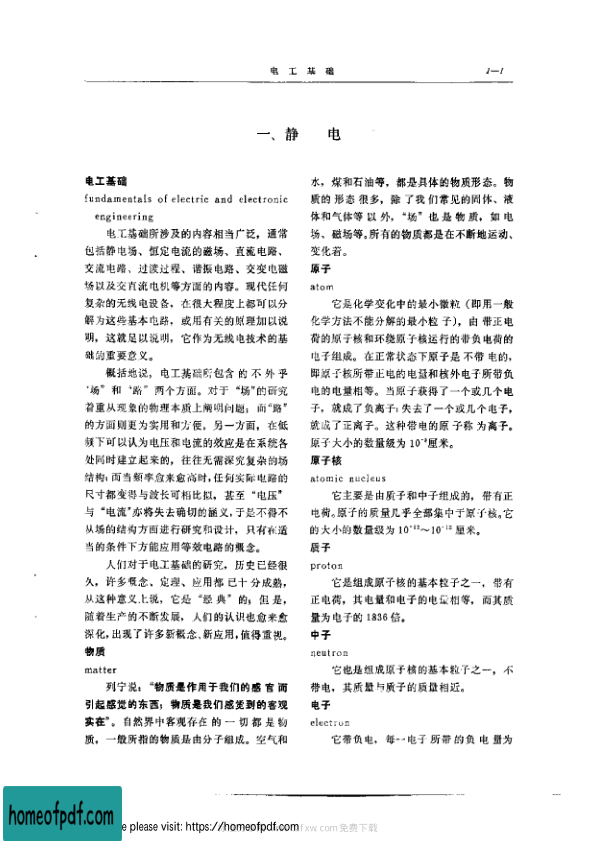 电工基础
1—1
一、静 电
电工基础
fundamentals of electric and electronic
engineering
电工基础所涉及的内容相当广泛，通常
包括静电场、恒定电流的磁场、直流电路、
交流电路、过渡过程、谐振电路、交变电磁
场以及交直流电机等方面的内容。现代任何
复杂的无线电设备，在很大程度上都可以分
解为这些基本电路，或用有关的原理加以说
明，这就足以说明，它作为无线电技术的基
础的重要意义。
概括地说，电工基础所包含的不外乎
“场”和“路”两个方面。对于“场”的研究
着重从现象的物理本质上阐明问题；而“路”
的方面则更为实用和方便。另一方面，在低
频下可以认为电压和电流的效应是在系统各
处同时建立起来的，往往无需深究复杂的场
结构；而当频率愈来愈高时，任何实际电路的
尺寸都变得与波长可相比拟，甚至“电压”
与“电流”亦将失去确切的涵义，于是不得不
从场的结构方面进行研究和设计，只有在适
当的条件下方能应用等效电路的概念。
人们对于电工基础的研究，历史已经很
久，许多概念、定理、应用都已十分成熟，
从这种意义上说，它是“经典”的；但是，
随着生产的不断发展，人们的认识也愈来愈
深化，出现了许多新概念、新应用，值得重视。
物质
matter
列宁说：“物质是作用于我们的感官而
引起感觉的东西；物质是我们感觉到的客观
实在”。自然界中客观存在的一切都是物
质，一般所指的物质是由分子组成。空气和
水，煤和石油等，都是具体的物质形态。物
质的形态很多，除了我们常见的固体、液
体和气体等以外，“场”也是物质，如电
场、磁场等。所有的物质都是在不断地运动、
变化着。
原子
atom
它是化学变化中的最小微粒（即用一般
化学方法不能分解的最小粒子），由带正电
荷的原子核和环绕原子核运行的带负电荷的
电子组成。在正常状态下原子是不带电的，
即原子核所带正电的电量和核外电子所带负
电的电量相等。当原子获得了一个或几个电
子，就成了负离子；失去了一个或几个电子，
就成了正离子。这种带电的原子称为离子。
原子大小的数量级为10⁻⁸厘米。
原子核
atomic nucleus
它主要是由质子和中子组成的，带有正
电荷。原子的质量几乎全部集中于原子核。它
的大小的数量级为10⁻¹³～10⁻¹²厘米。
质子
proton
它是组成原子核的基本粒子之一，带有
正电荷，其电量和电子的电量相等，而其质
量为电子的1836倍。
中子
neutron
它也是组成原子核的基本粒子之一，不
带电，其质量与质子的质量相近。
电子
electron
它带负电，每一电子所带的负电量为
homeofpdf.com
e please visit: https://homeofpdf.com
fxw.com免费下载